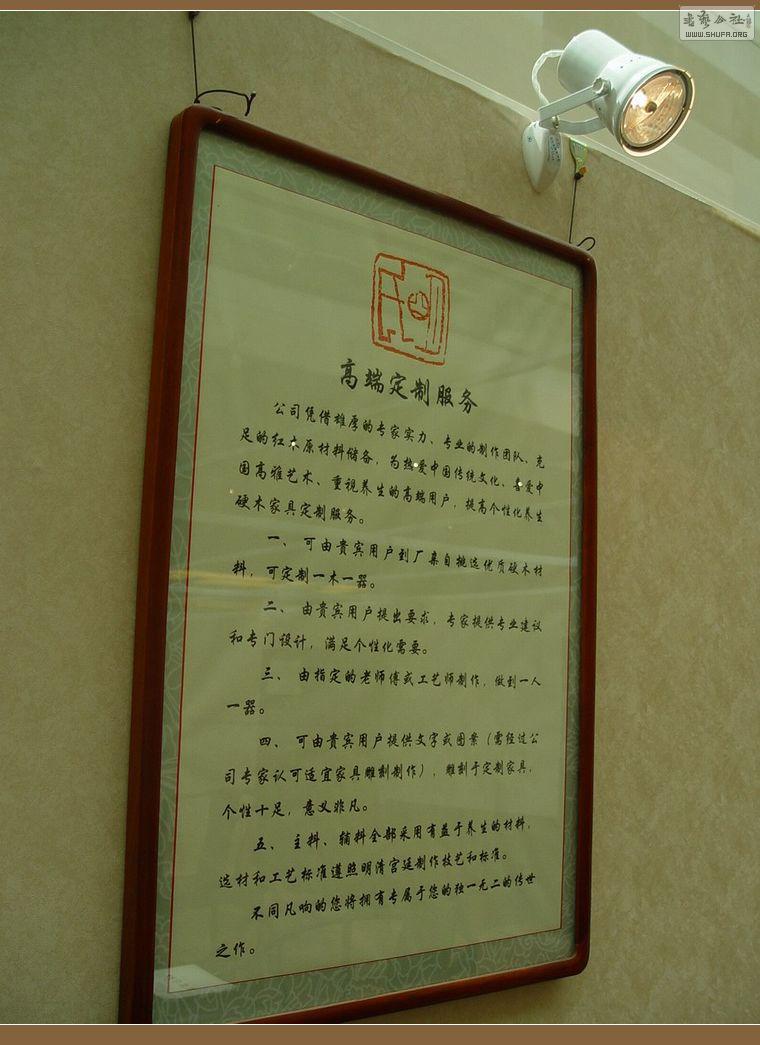 WWW.SHUFA.ORG
高端定制服务
公司凭借雄厚的专家实力、专业的制作团队、充
足的红木原材料储备，为热爱中国传统文化、喜爱中
国高雅艺术、重视养生的高端用户，提高个性化养生
硬木家具定制服务。
一、可由贵宾用户到厂亲自挑选优质硬木材
料，可定制一木一器。
二、由贵宾用户提出要求，专家提供专业建议
和专门设计，满足个性化需要。
三、由指定的老师傅或工艺师制作，做到一人
一器。
四、可由贵宾用户提供文字或图案（需经过公
司专家认可适宜家具雕刻制作），雕刻于定制家具，
个性十足，意义非凡。
五、主料、辅料全部采用有益于养生的材料，
选材和工艺标准遵照明清宫廷制作技艺和标准。
不同凡响的您将拥有专属于您的独一无二的传世
之作。